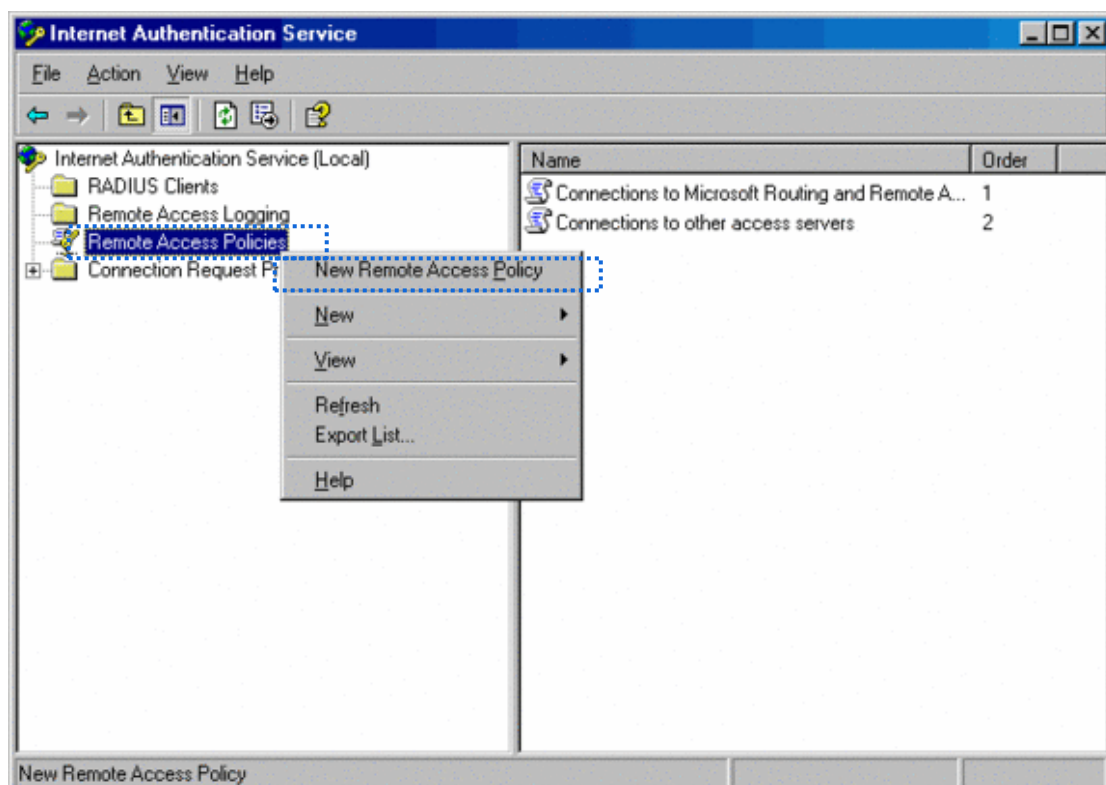 Internet Authentication Service
File Action View Help
Internet Authentication Service (Local)
RADIUS Clients
Remote Access Logging
Remote Access Policies
Connection Request P
Name Order
Connections to Microsoft Routing and Remote A... 1
Connections to other access servers 2
New Remote Access Policy
New
View
Refresh
Export List...
Help
New Remote Access Policy